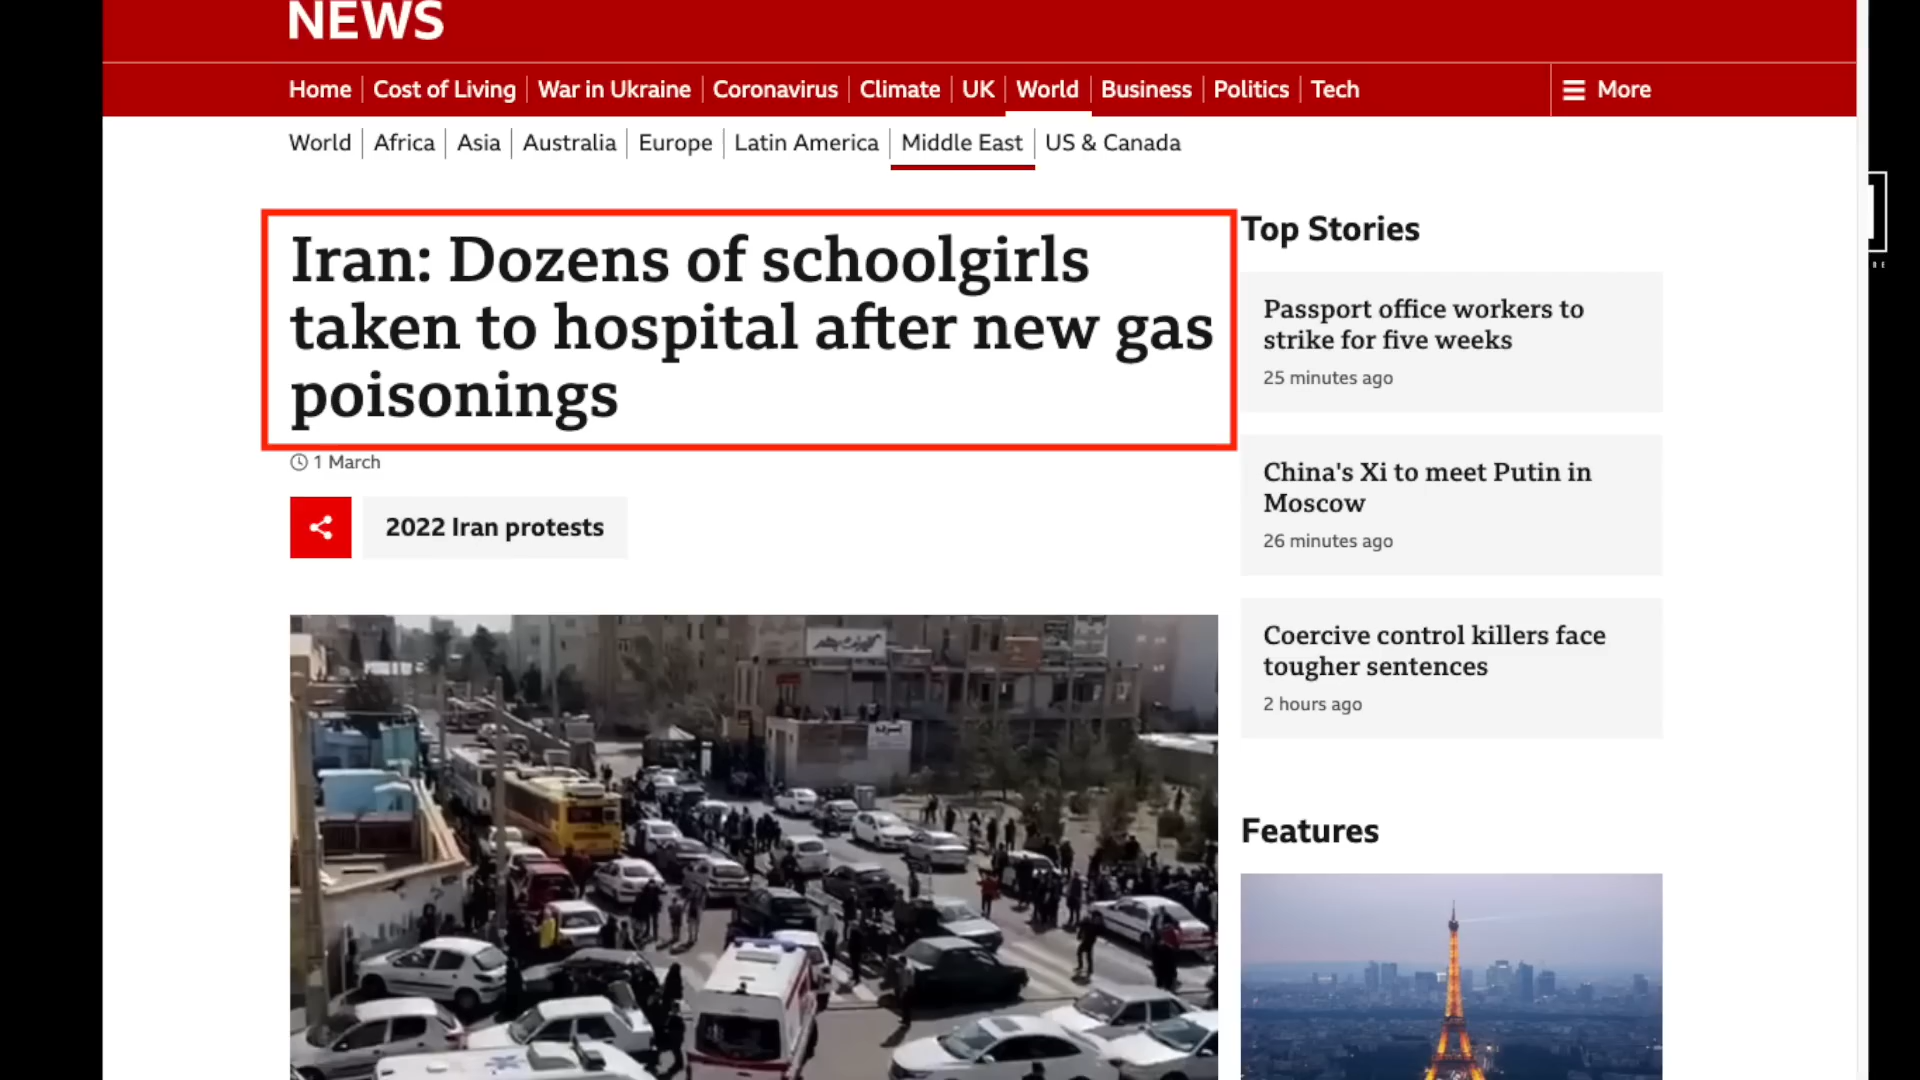 NEWS
Home
Cost of Living
War in Ukraine
Coronavirus
Climate
UK
World
Business
Politics
Tech
More
World
Africa
Asia
Australia
Europe
Latin America
Middle East
US & Canada
Iran: Dozens of schoolgirls
taken to hospital after new gas
poisonings
1 March
2022 Iran protests
Top Stories
Passport office workers to
strike for five weeks
25 minutes ago
China's Xi to meet Putin in
Moscow
26 minutes ago
Coercive control killers face
tougher sentences
2 hours ago
Features